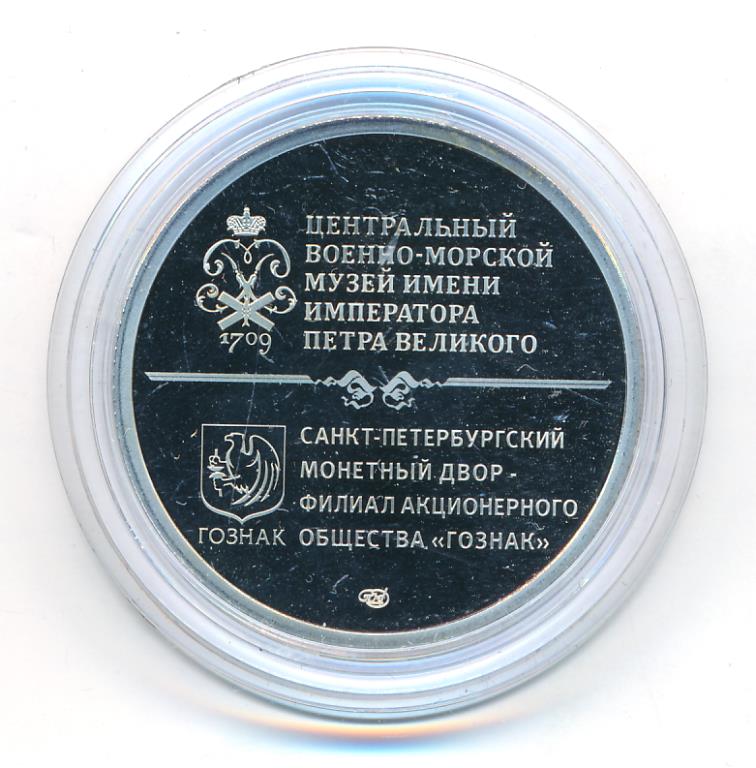 ЦЕНТРАЛЬНЫЙ
ВОЕННО-МОРСКОЙ
МУЗЕЙ ИМЕНИ
ИМПЕРАТОРА
ПЕТРА ВЕЛИКОГО
1709
САНКТ-ПЕТЕРБУРГСКИЙ
МОНЕТНЫЙ ДВОР-
ФИЛИАЛ АКЦИОНЕРНОГО
ОБЩЕСТВА «ГОЗНАК»
ГОЗНАК